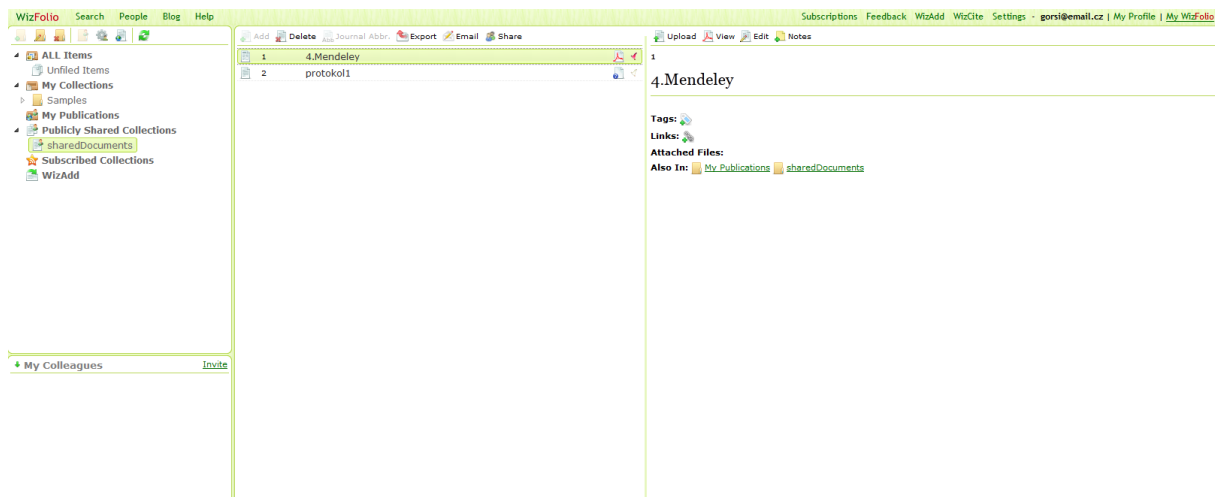 WizFolio Search People Blog Help
Subscriptions Feedback WizAdd WizCite Settings - gorsi@email.cz | My Profile | My WizFolio
ALL Items
Unfiled Items
My Collections
Samples
My Publications
Publicly Shared Collections
sharedDocuments
Subscribed Collections
WizAdd
My Colleagues Invite
Add Delete Journal Abbr. Export Email Share
1 4.Mendeley
2 protokol1
Upload View Edit Notes
1
4.Mendeley
Tags:
Links:
Attached Files:
Also In: My Publications sharedDocuments